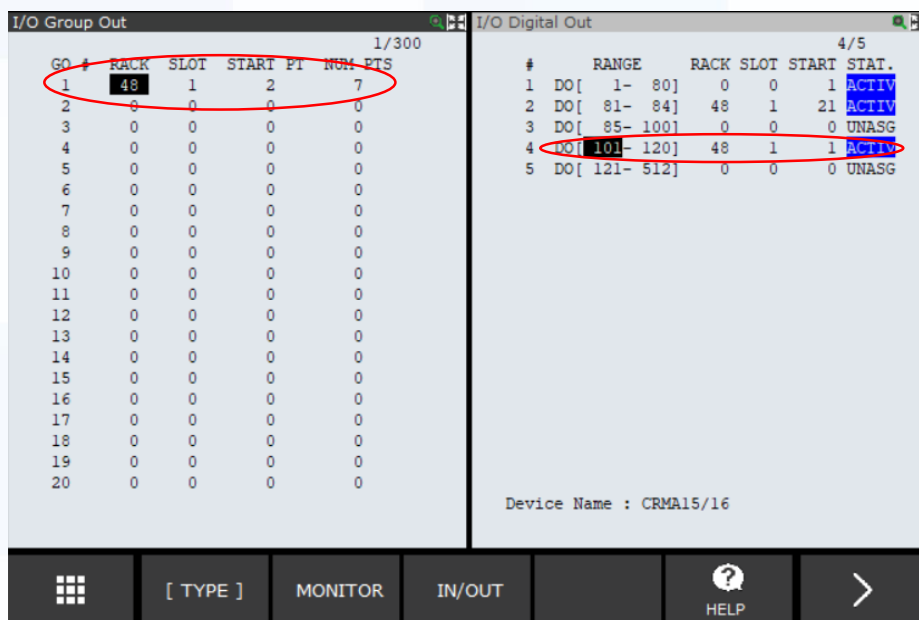 I/O Group Out
1/300
GO # RACK SLOT START PT NUM PTS
1 48 1 2 7
2 0 0 0 0
3 0 0 0 0
4 0 0 0 0
5 0 0 0 0
6 0 0 0 0
7 0 0 0 0
8 0 0 0 0
9 0 0 0 0
10 0 0 0 0
11 0 0 0 0
12 0 0 0 0
13 0 0 0 0
14 0 0 0 0
15 0 0 0 0
16 0 0 0 0
17 0 0 0 0
18 0 0 0 0
19 0 0 0 0
20 0 0 0 0
I/O Digital Out
4/5
# RANGE RACK SLOT START STAT.
1 DO[ 1- 80] 0 0 1 ACTIV
2 DO[ 81- 84] 48 1 21 ACTIV
3 DO[ 85- 100] 0 0 0 UNASG
4 DO[ 101- 120] 48 1 1 ACTIV
5 DO[ 121- 512] 0 0 0 UNASG
Device Name : CRMA15/16
[ TYPE ] MONITOR IN/OUT HELP